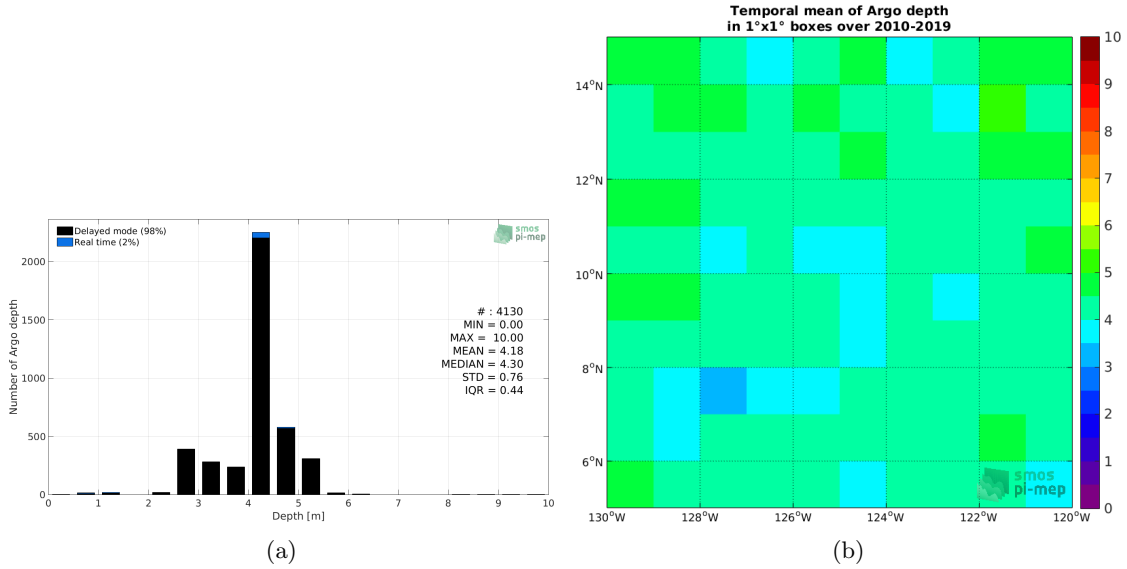 Delayed mode (98%)
Real time (2%)
smos
pi-mep
2000
1500
1000
500
0
Number of Argo depth
# : 4130
MIN = 0.00
MAX = 10.00
MEAN = 4.18
MEDIAN = 4.30
STD = 0.76
IQR = 0.44
0 1 2 3 4 5 6 7 8 9 10
Depth [m]
(a)
Temporal mean of Argo depth
in 1°x1° boxes over 2010-2019
14°N
12°N
10°N
8°N
6°N
130°W 128°W 126°W 124°W 122°W 120°W
smos
pi-mep
10
9
8
7
6
5
4
3
2
1
0
(b)